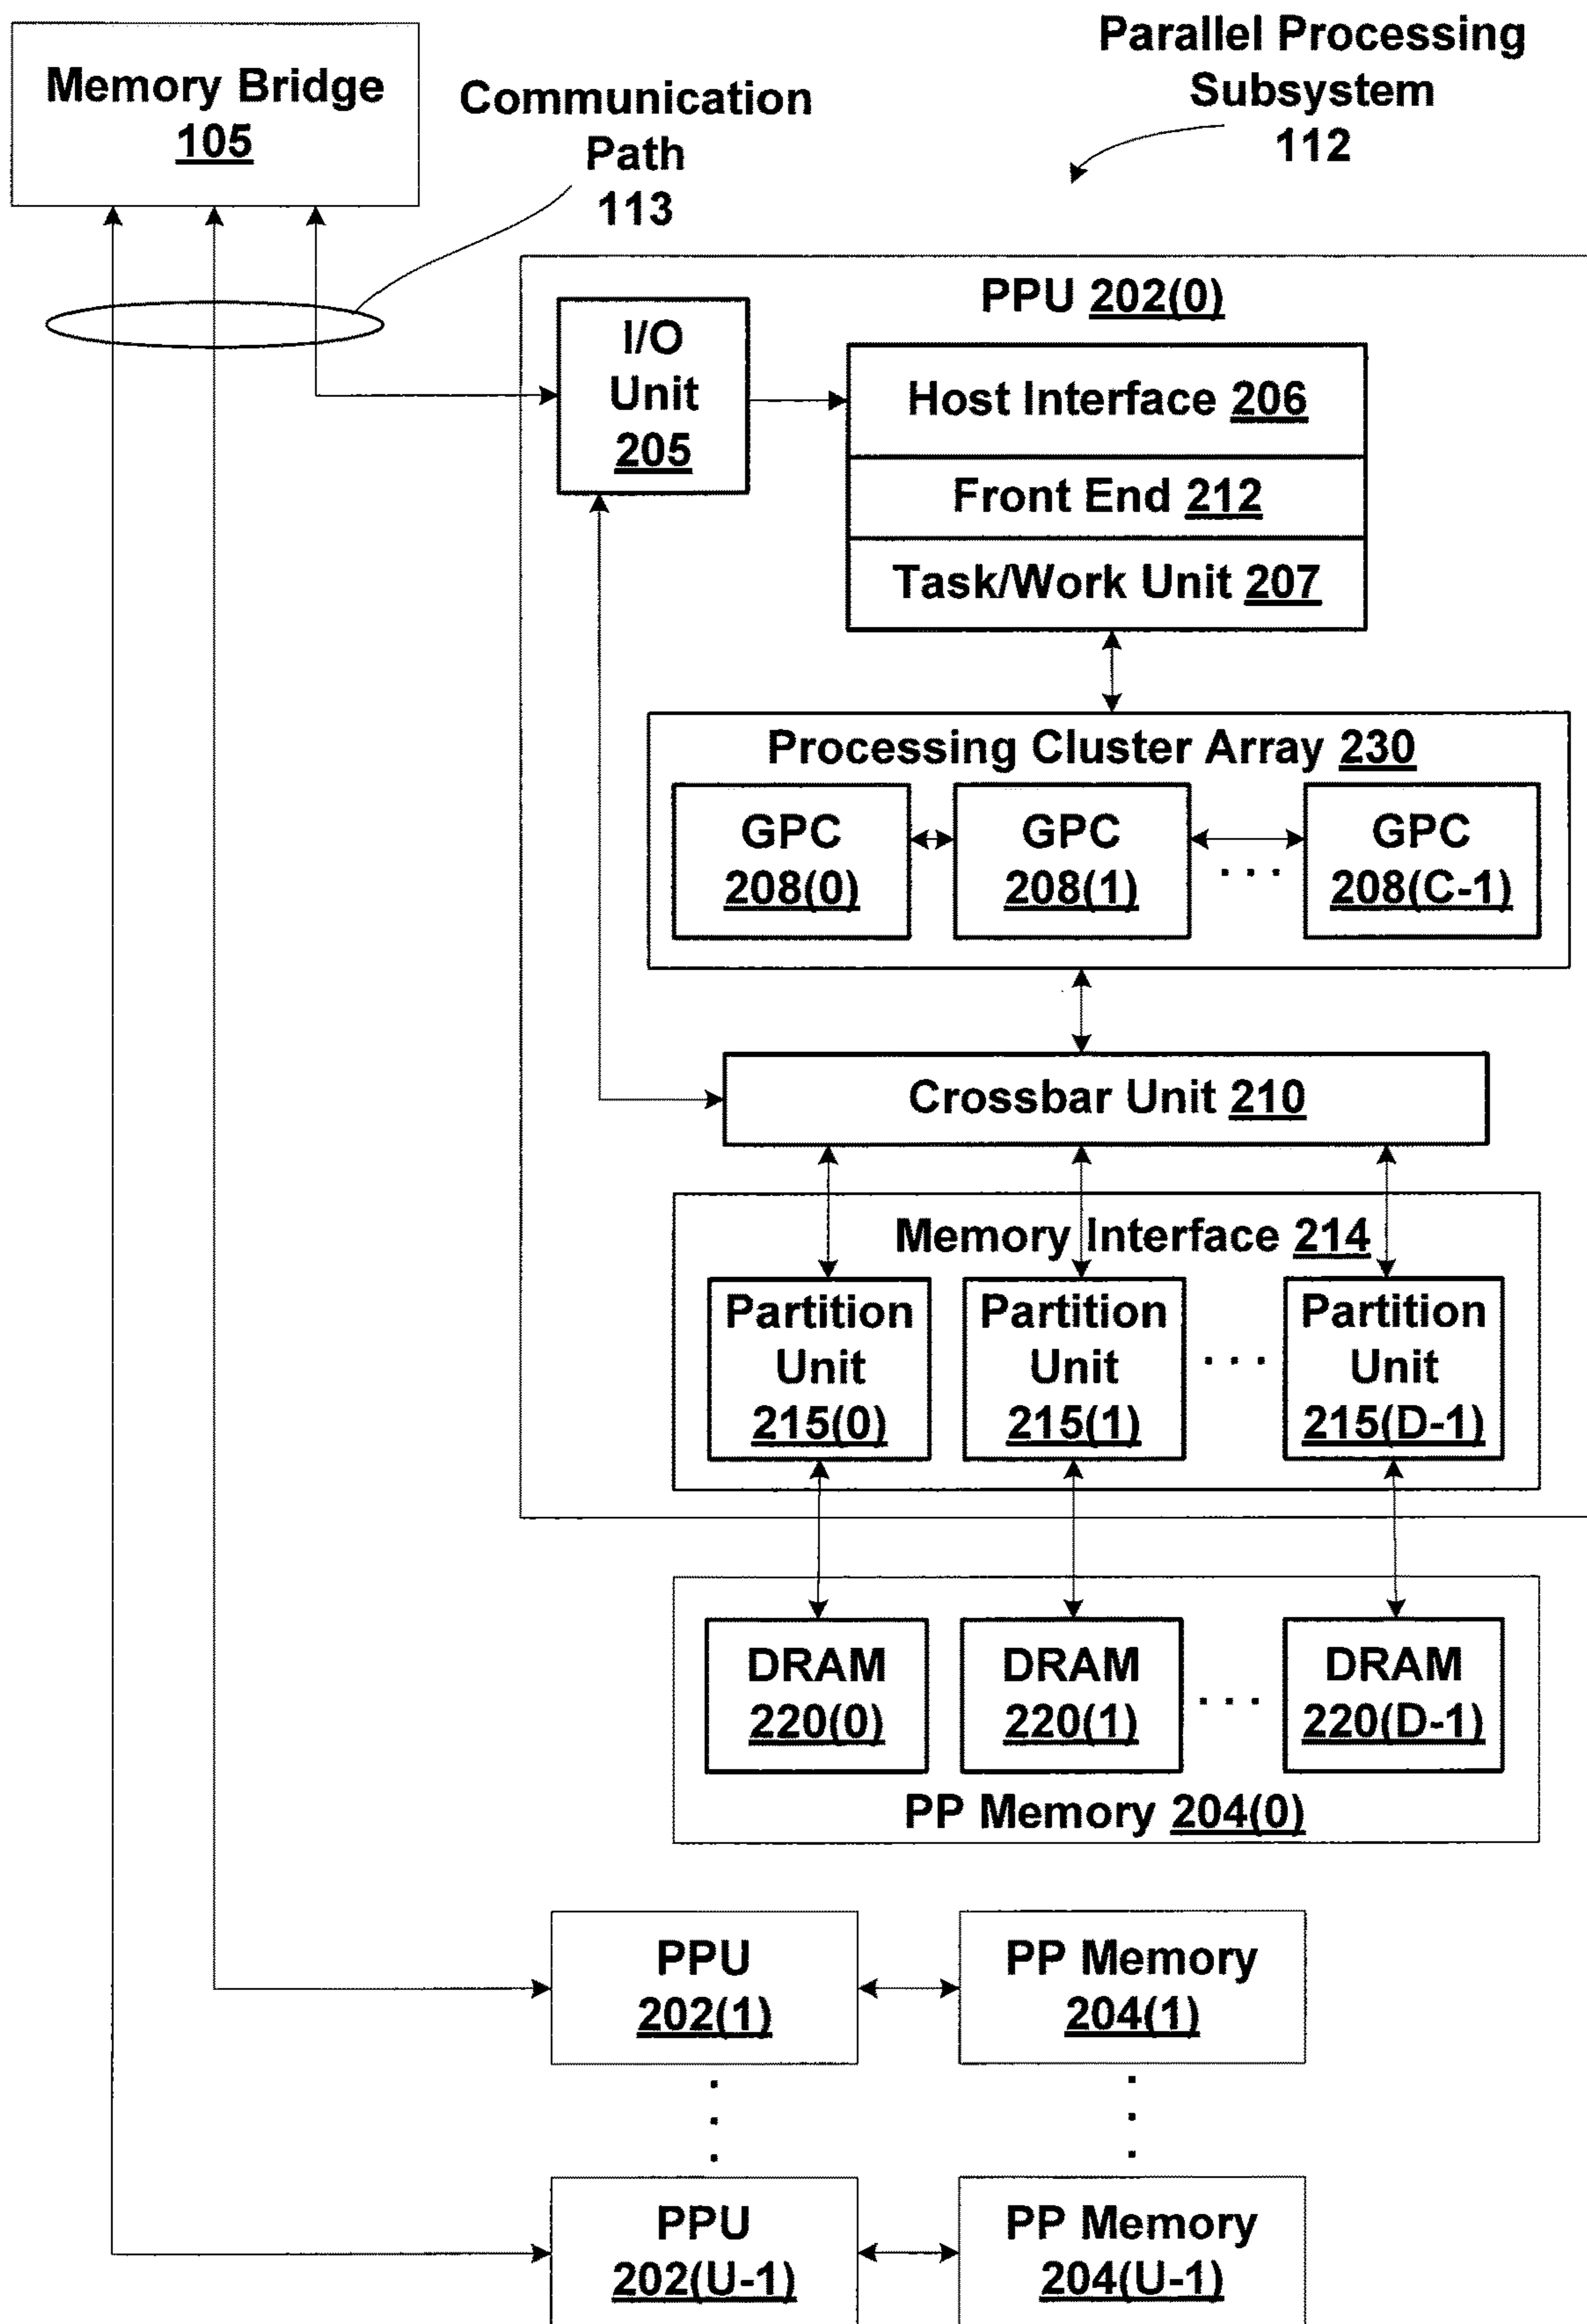 Parallel Processing
Subsystem
112
Memory Bridge
105
Communication
Path
113
PPU 202(0)
I/O
Unit
205
Host Interface 206
Front End 212
Task/Work Unit 207
Processing Cluster Array 230
GPC
208(0)
GPC
208(1)
. . .
GPC
208(C-1)
Crossbar Unit 210
Memory Interface 214
Partition
Unit
215(0)
Partition
Unit
215(1)
. . .
Partition
Unit
215(D-1)
DRAM
220(0)
DRAM
220(1)
. . .
DRAM
220(D-1)
PP Memory 204(0)
PPU
202(1)
PP Memory
204(1)
PPU
202(U-1)
PP Memory
204(U-1)